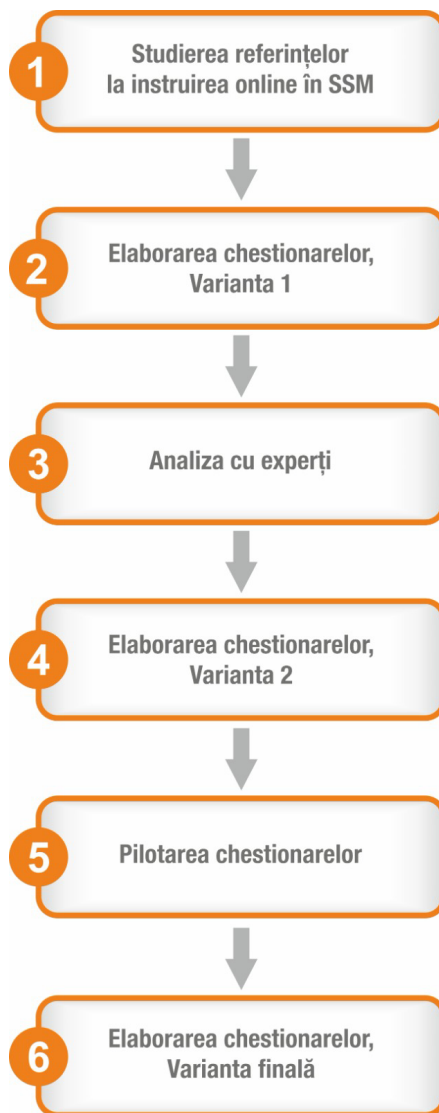 1
Studierea referințelor
la instruirea online în SSM
2
Elaborarea chestionarelor,
Varianta 1
3
Analiza cu experți
4
Elaborarea chestionarelor,
Varianta 2
5
Pilotarea chestionarelor
6
Elaborarea chestionarelor,
Varianta finală